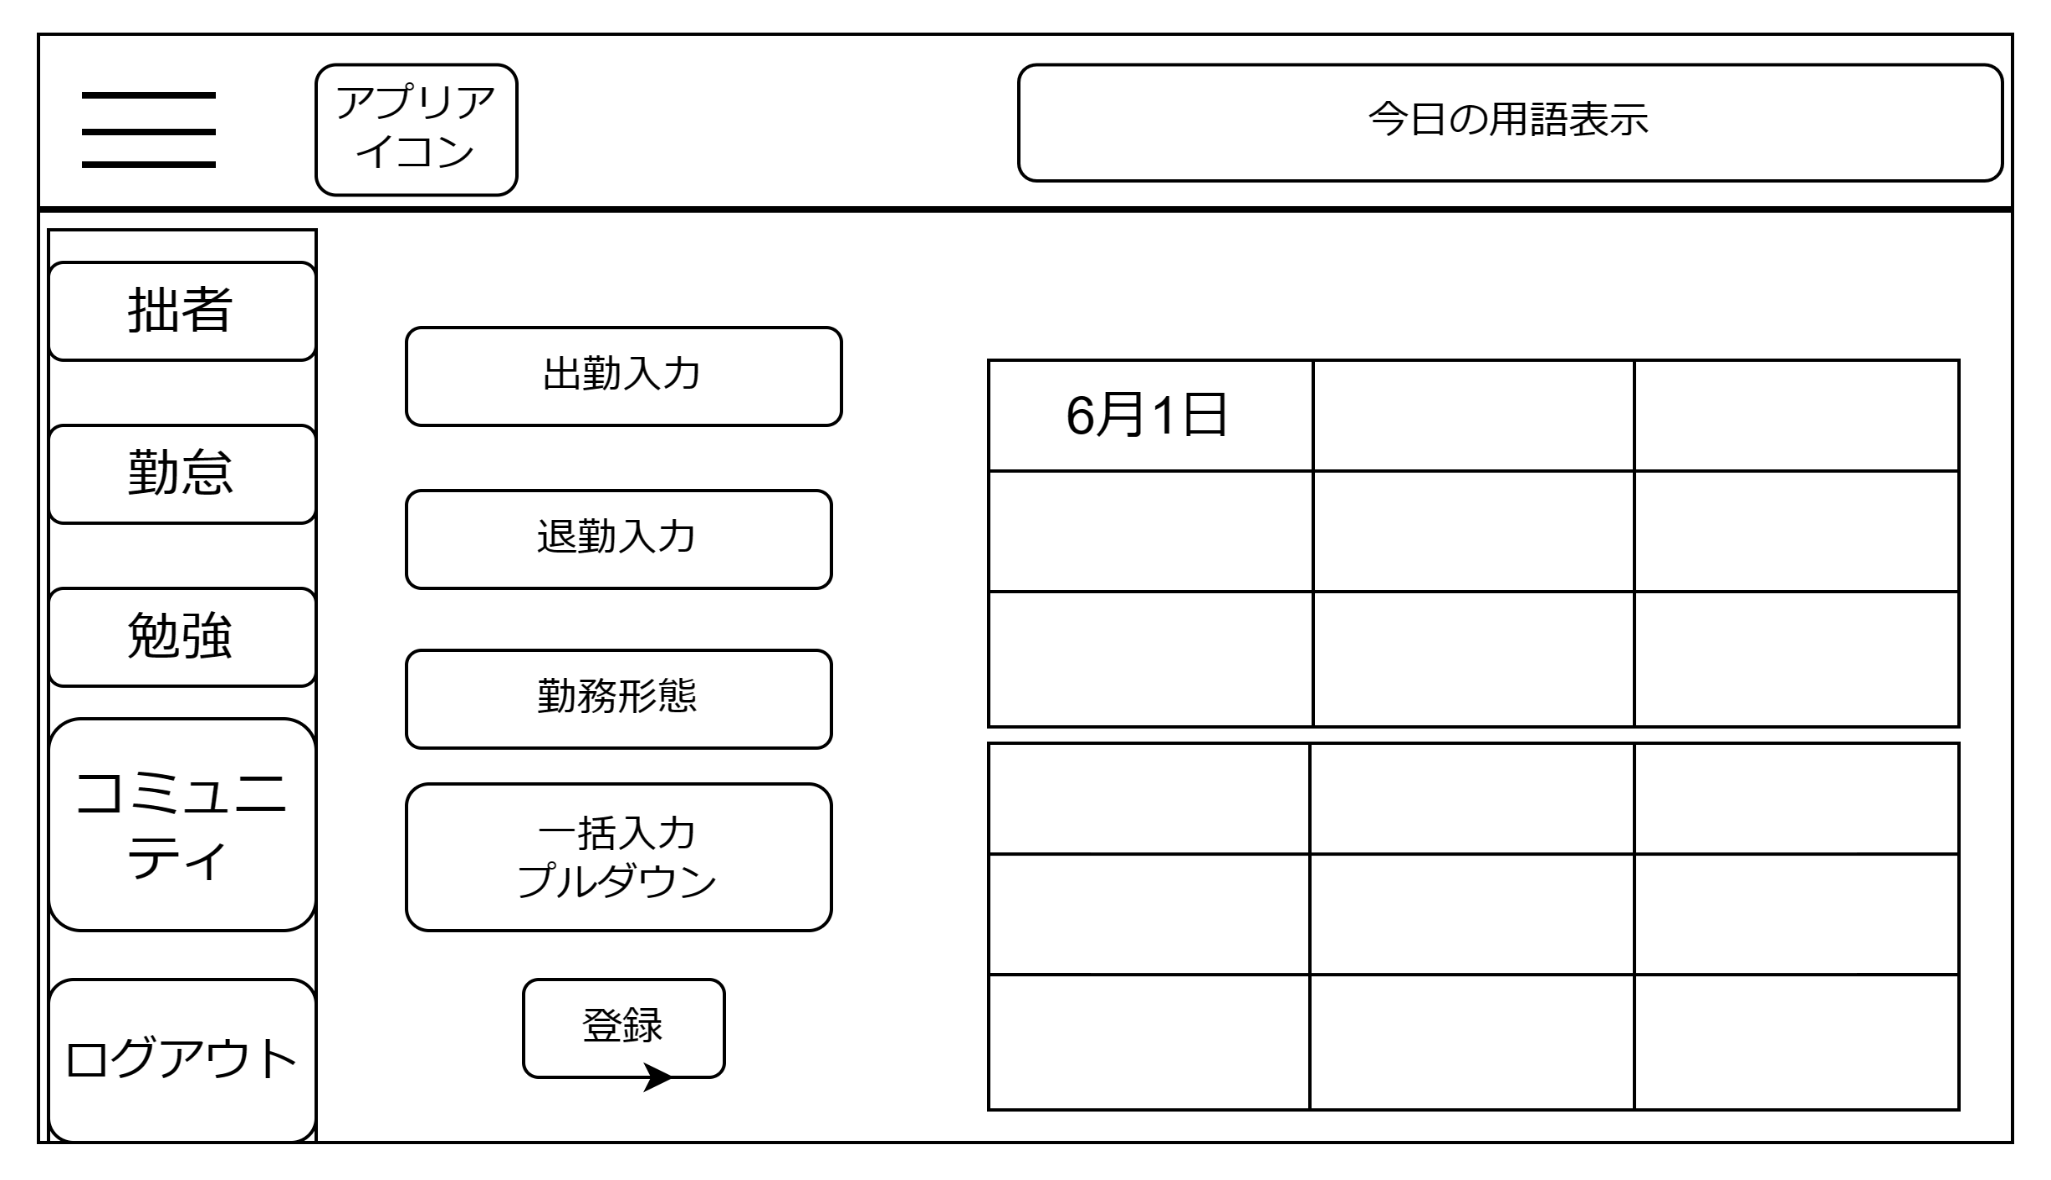 アプリア
イコン
今日の用語表示
拙者
勤怠
勉強
コミュニ
ティ
ログアウト
出勤入力
退勤入力
勤務形態
一括入力
プルダウン
登録
6月1日